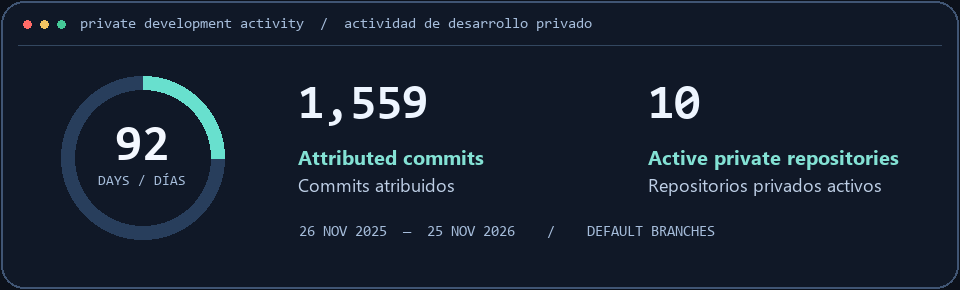 private development activity / actividad de desarrollo privado
92
DAYS / DÍAS
1,559
Attributed commits
Commits atribuidos
10
Active private repositories
Repositorios privados activos
26 NOV 2025 — 25 NOV 2026 / DEFAULT BRANCHES